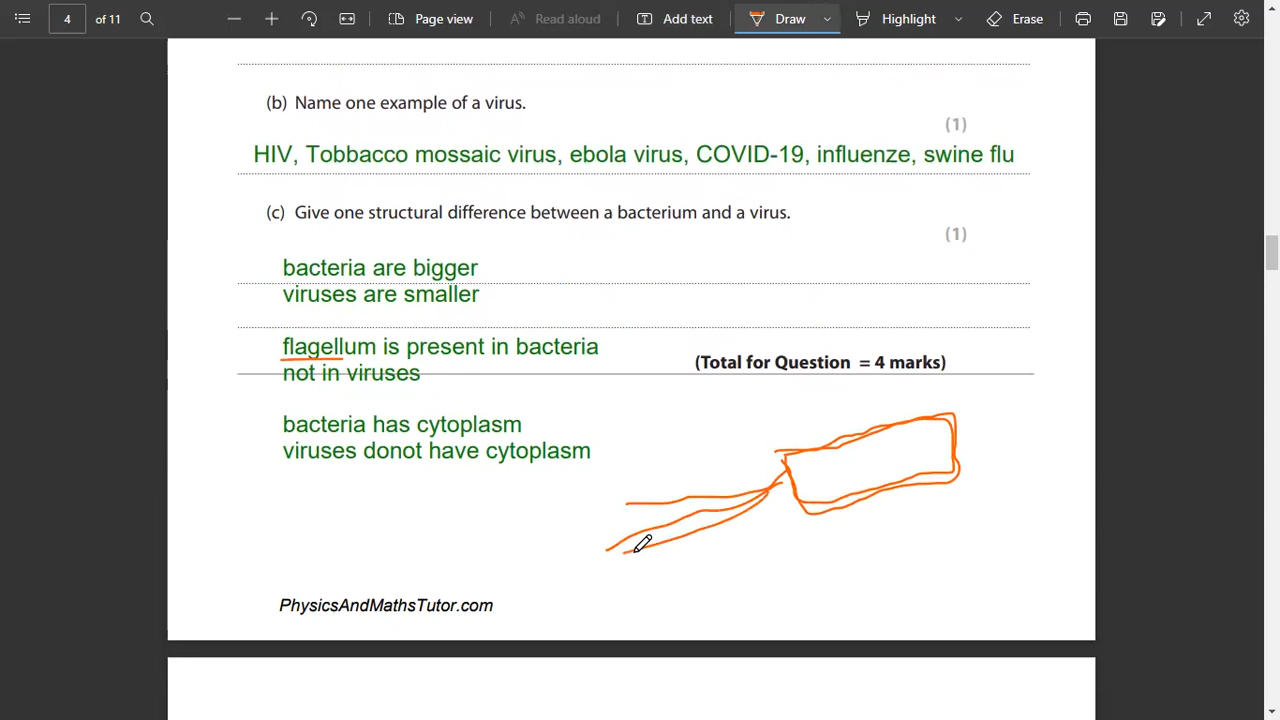 4 of 11 Page view Read aloud Add text Draw Highlight Erase
(b) Name one example of a virus.
(1)
HIV, Tobbacco mossaic virus, ebola virus, COVID-19, influenze, swine flu
(c) Give one structural difference between a bacterium and a virus.
(1)
bacteria are bigger
viruses are smaller
flagellum is present in bacteria
(Total for Question = 4 marks)
not in viruses
bacteria has cytoplasm
viruses donot have cytoplasm
PhysicsAndMathsTutor.com